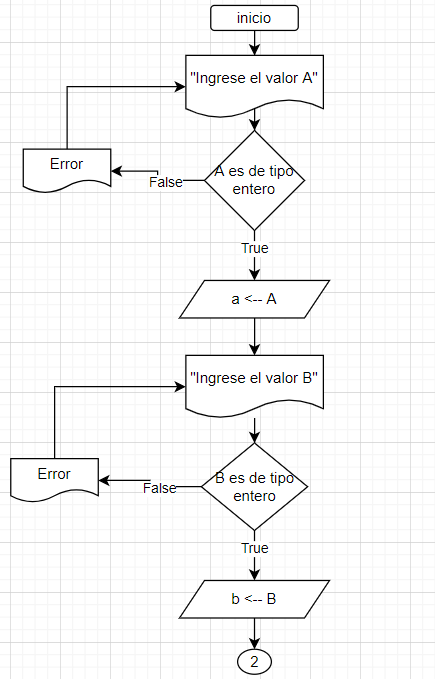 inicio
"Ingrese el valor A"
A es de tipo
entero
False
Error
True
a <-- A
"Ingrese el valor B"
B es de tipo
entero
False
Error
True
b <-- B
2